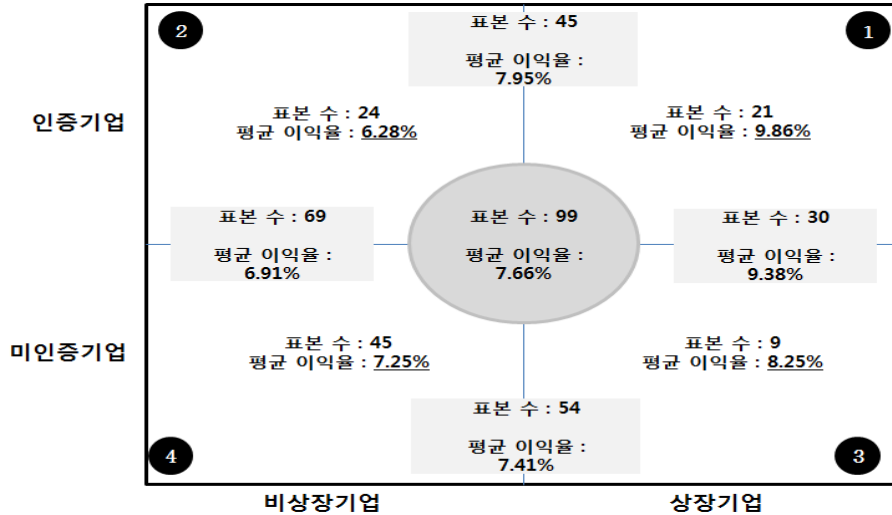 2
표본 수 : 45
평균 이익율 :
7.95%
1
인증기업
표본 수 : 24
평균 이익율 : 6.28%
표본 수 : 21
평균 이익율 : 9.86%
표본 수 : 69
평균 이익율 :
6.91%
표본 수 : 99
평균 이익율 :
7.66%
표본 수 : 30
평균 이익율 :
9.38%
미인증기업
표본 수 : 45
평균 이익율 : 7.25%
표본 수 : 9
평균 이익율 : 8.25%
4
표본 수 : 54
평균 이익율 :
7.41%
3
비상장기업
상장기업